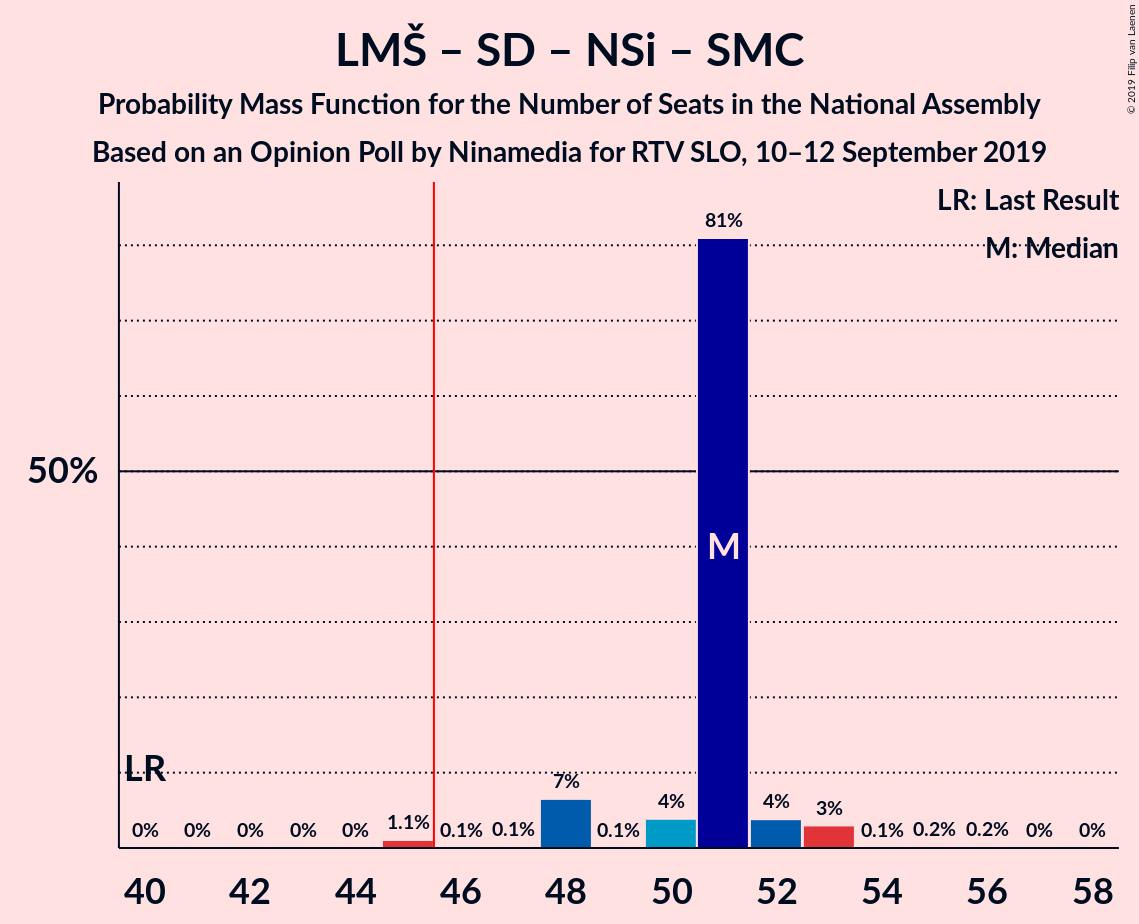 LMŠ – SD – NSi – SMC
Probability Mass Function for the Number of Seats in the National Assembly
Based on an Opinion Poll by Ninamedia for RTV SLO, 10–12 September 2019
© 2019 Filip van Laenen
LR: Last Result
M: Median
81%
50%
M
LR
0% 0% 0% 0% 0% 1.1% 0.1% 0.1% 7% 0.1% 4% 4% 3% 0.1% 0.2% 0.2% 0% 0%
40 42 44 46 48 50 52 54 56 58